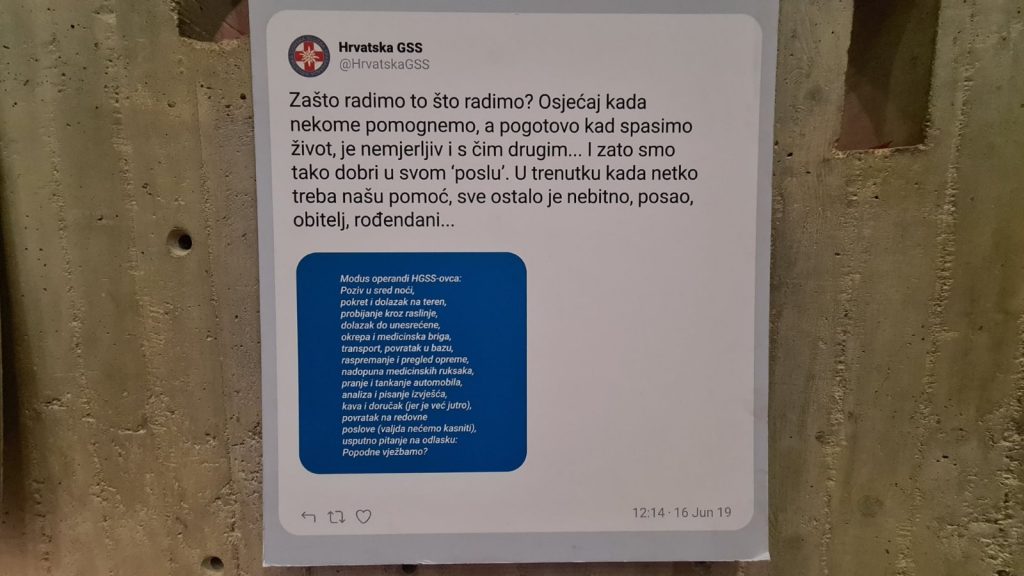 Hrvatska GSS
@HrvatskaGSS
Zašto radimo to što radimo? Osjećaj kada
nekome pomognemo, a pogotovo kad spasimo
život, je nemjerljiv i s čim drugim... I zato smo
tako dobri u svom ‘poslu’. U trenutku kada netko
treba našu pomoć, sve ostalo je nebitno, posao,
obitelj, rođendani...
Modus operandi HGSS-ovca:
Poziv u sred noći,
pokret i dolazak na teren,
probijanje kroz raslinje,
dolazak do unesrećene,
okrepa i medicinska briga,
transport, povratak u bazu,
raspremanje i pregled opreme,
nadopuna medicinskih ruksaka,
pranje i tankanje automobila,
analiza i pisanje izvješća,
kava i doručak (jer je već jutro),
povratak na redovne
poslove (valjda nećemo kasniti),
usputno pitanje na odlasku:
Popodne vježbamo?
12:14 · 16 Jun 19